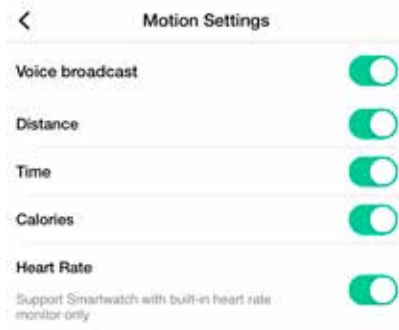 Motion Settings
Voice broadcast
Distance
Time
Calories
Heart Rate
Support Smartwatch with built-in heart rate
monitor only